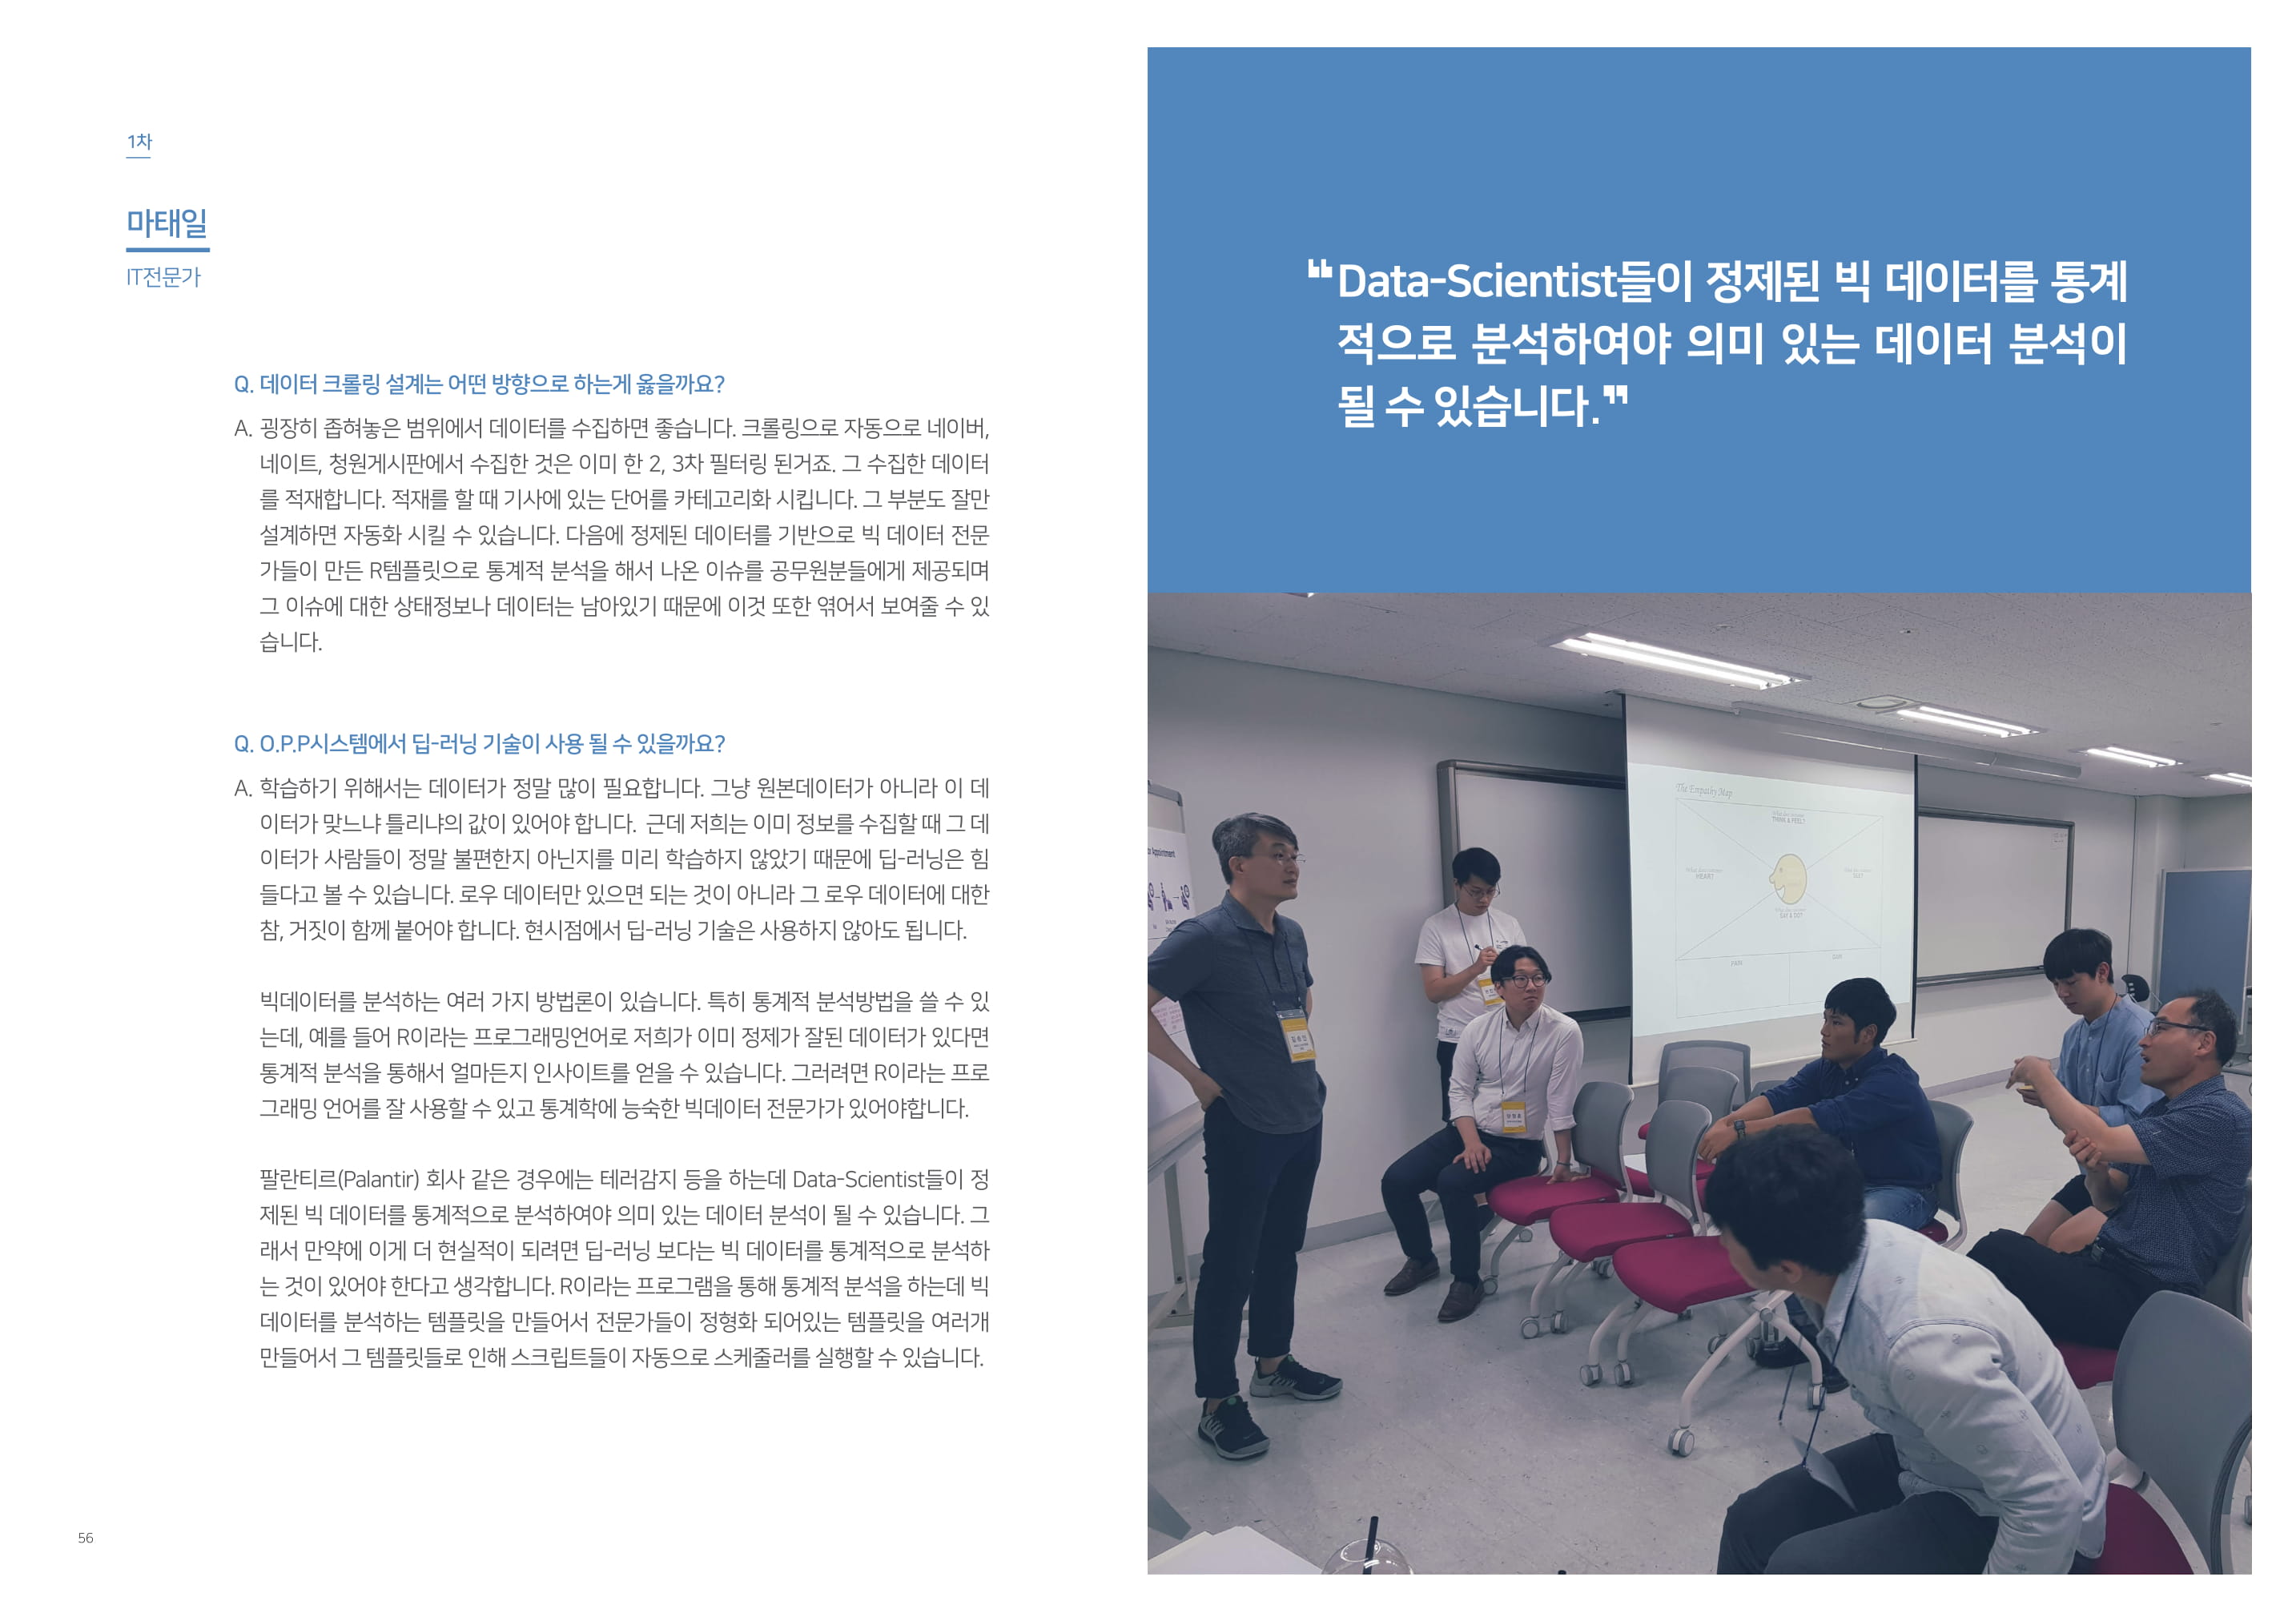 1차
마태일
IT전문가
Q. 데이터 크롤링 설계는 어떤 방향으로 하는게 옳을까요?
A. 굉장히 좁혀놓은 범위에서 데이터를 수집하면 좋습니다. 크롤링으로 자동으로 네이버,
네이트, 청원게시판에서 수집한 것은 이미 한 2, 3차 필터링 된거죠. 그 수집한 데이터
를 적재합니다. 적재를 할 때 기사에 있는 단어를 카테고리화 시킵니다. 그 부분도 잘만
설계하면 자동화 시킬 수 있습니다. 다음에 정제된 데이터를 기반으로 빅 데이터 전문
가들이 만든 R템플릿으로 통계적 분석을 해서 나온 이슈를 공무원분들에게 제공되며
그 이슈에 대한 상태정보나 데이터는 남아있기 때문에 이것 또한 엮어서 보여줄 수 있
습니다.
Q. O.P.P시스템에서 딥-러닝 기술이 사용 될 수 있을까요?
A. 학습하기 위해서는 데이터가 정말 많이 필요합니다. 그냥 원본데이터가 아니라 이 데
이터가 맞느냐 틀리냐의 값이 있어야 합니다. 근데 저희는 이미 정보를 수집할 때 그 데
이터가 사람들이 정말 불편한지 아닌지를 미리 학습하지 않았기 때문에 딥-러닝은 힘
들다고 볼 수 있습니다. 로우 데이터만 있으면 되는 것이 아니라 그 로우 데이터에 대한
참, 거짓이 함께 붙어야 합니다. 현시점에서 딥-러닝 기술은 사용하지 않아도 됩니다.
빅데이터를 분석하는 여러 가지 방법론이 있습니다. 특히 통계적 분석방법을 쓸 수 있
는데, 예를 들어 R이라는 프로그래밍언어로 저희가 이미 정제가 잘된 데이터가 있다면
통계적 분석을 통해서 얼마든지 인사이트를 얻을 수 있습니다. 그러려면 R이라는 프로
그래밍 언어를 잘 사용할 수 있고 통계학에 능숙한 빅데이터 전문가가 있어야합니다.
팔란티르(Palantir) 회사 같은 경우에는 테러감지 등을 하는데 Data-Scientist들이 정
제된 빅 데이터를 통계적으로 분석하여야 의미 있는 데이터 분석이 될 수 있습니다. 그
래서 만약에 이게 더 현실적이 되려면 딥-러닝 보다는 빅 데이터를 통계적으로 분석하
는 것이 있어야 한다고 생각합니다. R이라는 프로그램을 통해 통계적 분석을 하는데 빅
데이터를 분석하는 템플릿을 만들어서 전문가들이 정형화 되어있는 템플릿을 여러개
만들어서 그 템플릿들로 인해 스크립트들이 자동으로 스케줄러를 실행할 수 있습니다.
56
❝Data-Scientist들이 정제된 빅 데이터를 통계
적으로 분석하여야 의미 있는 데이터 분석이
될 수 있습니다.❞
The Empathy Map
THINK & FEEL?
HEAR?
SEE?
SAY & DO?
PAIN
GAIN